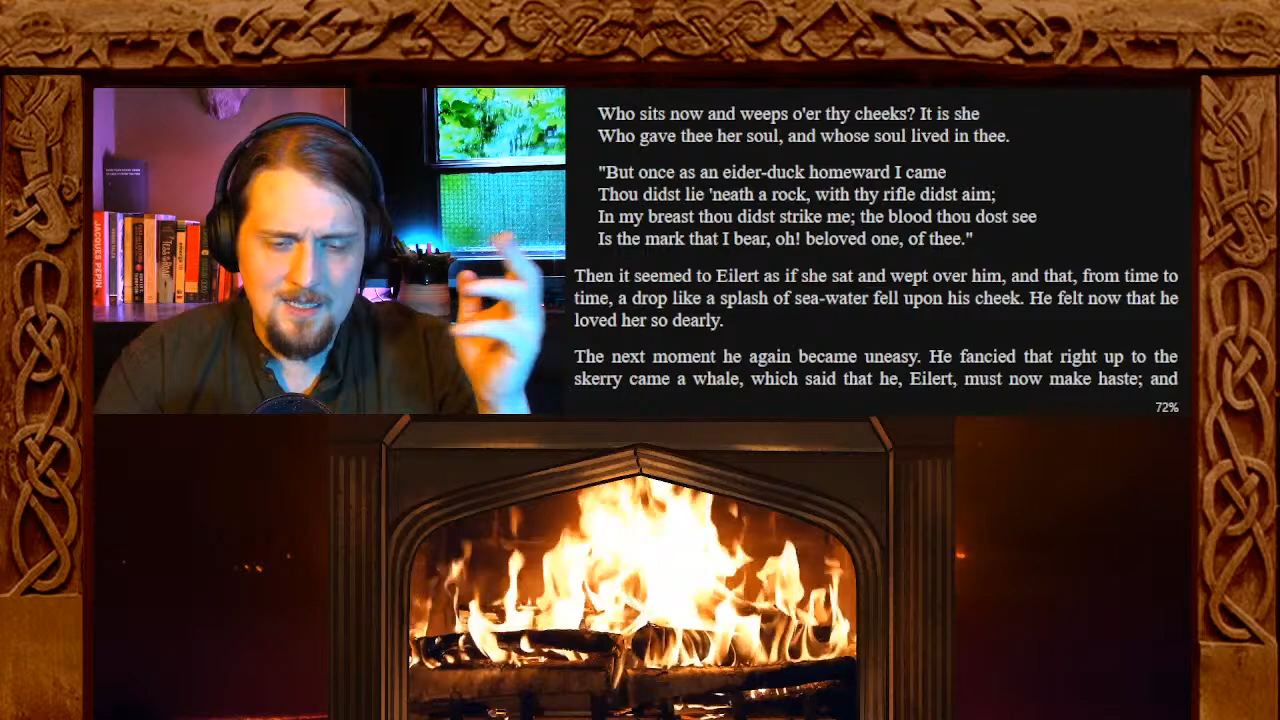 Who sits now and weeps o'er thy cheeks? It is she
Who gave thee her soul, and whose soul lived in thee.
"But once as an eider-duck homeward I came
Thou didst lie 'neath a rock, with thy rifle didst aim;
In my breast thou didst strike me; the blood thou dost see
Is the mark that I bear, oh! beloved one, of thee."
Then it seemed to Eilert as if she sat and wept over him, and that, from time to
time, a drop like a splash of sea-water fell upon his cheek. He felt now that he
loved her so dearly.
The next moment he again became uneasy. He fancied that right up to the
skerry came a whale, which said that he, Eilert, must now make haste; and
72%
JACQUES PEPIN